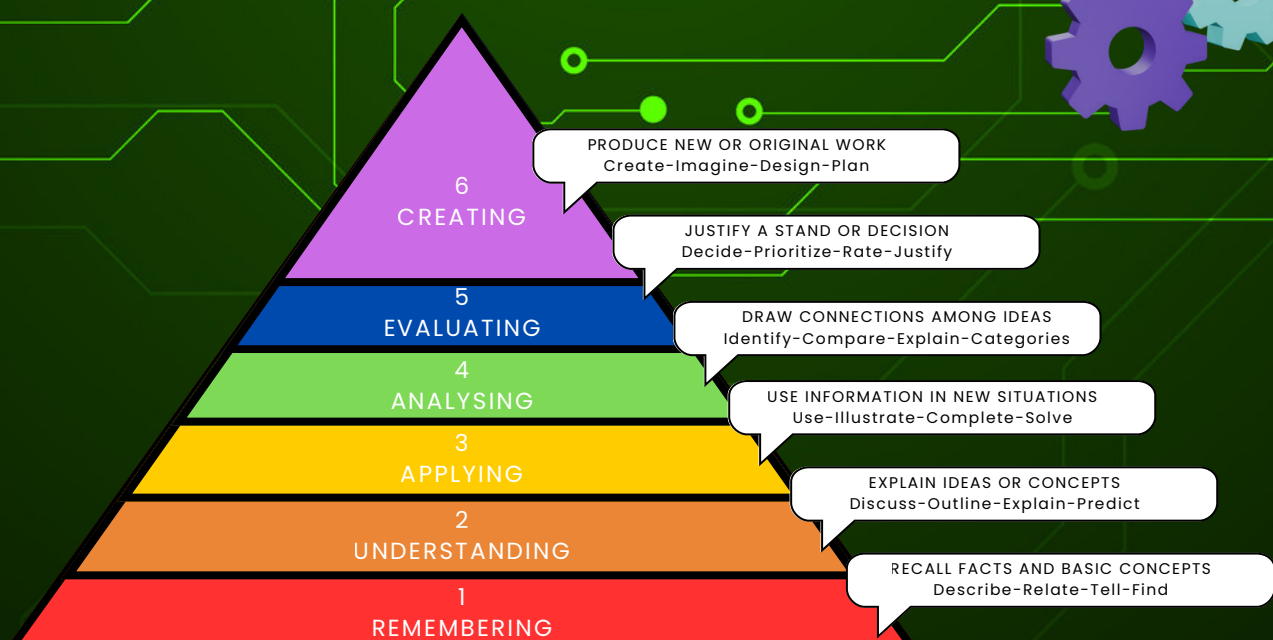 6
CREATING
PRODUCE NEW OR ORIGINAL WORK
Create-Imagine-Design-Plan
5
EVALUATING
JUSTIFY A STAND OR DECISION
Decide-Prioritize-Rate-Justify
4
ANALYSING
DRAW CONNECTIONS AMONG IDEAS
Identify-Compare-Explain-Categories
3
APPLYING
USE INFORMATION IN NEW SITUATIONS
Use-Illustrate-Complete-Solve
2
UNDERSTANDING
EXPLAIN IDEAS OR CONCEPTS
Discuss-Outline-Explain-Predict
1
REMEMBERING
RECALL FACTS AND BASIC CONCEPTS
Describe-Relate-Tell-Find